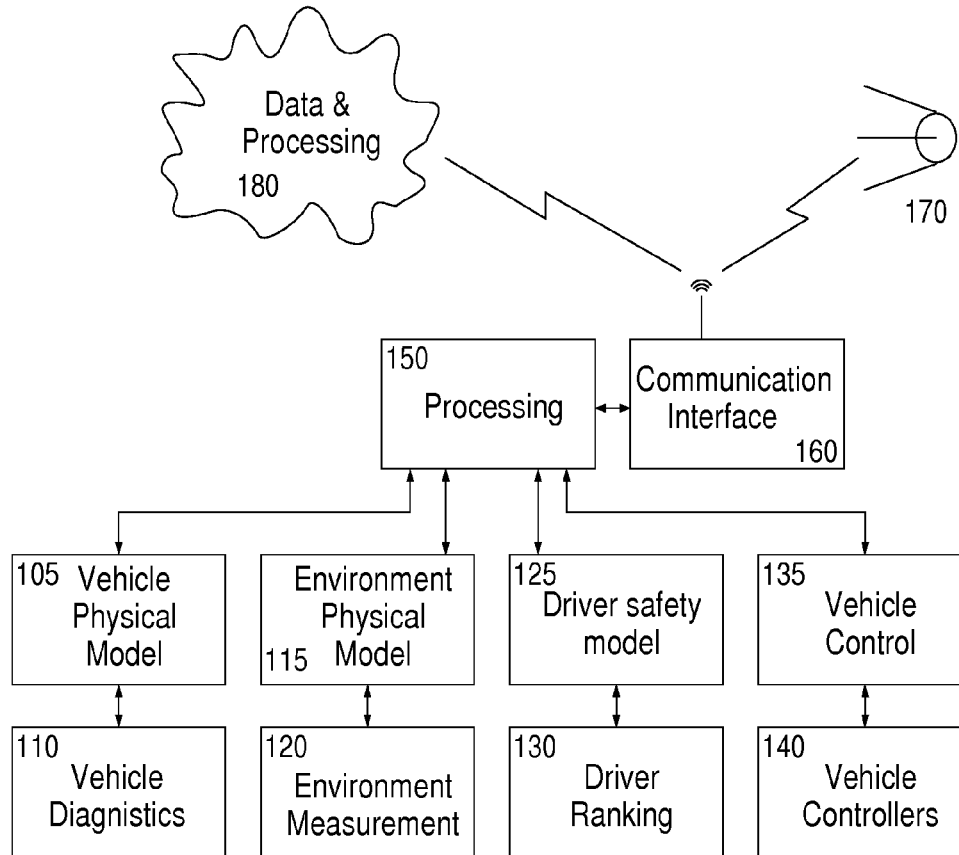 Data &
Processing
180
170
150
Processing
Communication
Interface
160
105 Vehicle
Physical
Model
Environment
Physical
115 Model
125
Driver safety
model
135
Vehicle
Control
110
Vehicle
Diagnistics
120
Environment
Measurement
130
Driver
Ranking
140
Vehicle
Controllers